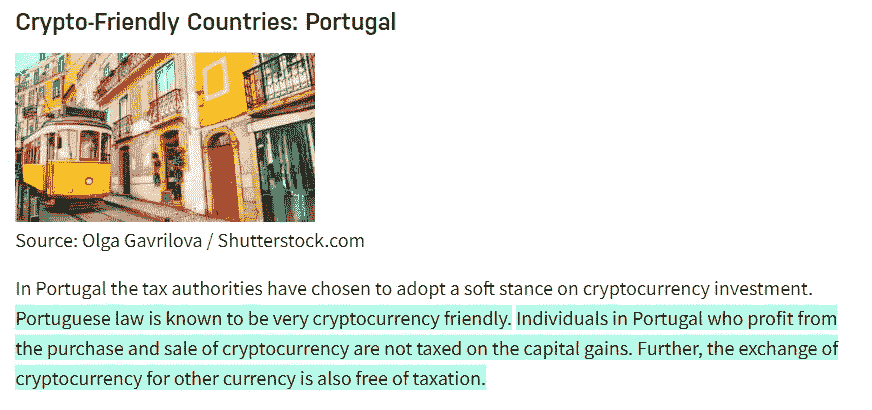 Crypto-Friendly Countries: Portugal
Source: Olga Gavrilova / Shutterstock.com
In Portugal the tax authorities have chosen to adopt a soft stance on cryptocurrency investment.
Portuguese law is known to be very cryptocurrency friendly. Individuals in Portugal who profit from
the purchase and sale of cryptocurrency are not taxed on the capital gains. Further, the exchange of
cryptocurrency for other currency is also free of taxation.